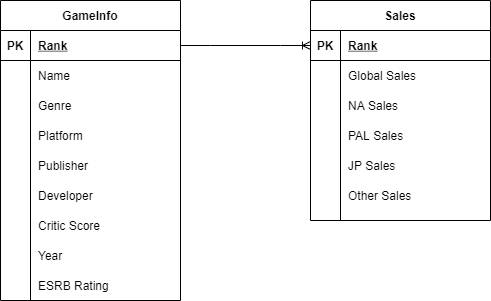 GameInfo
PK Rank
Name
Genre
Platform
Publisher
Developer
Critic Score
Year
ESRB Rating
Sales
PK Rank
Global Sales
NA Sales
PAL Sales
JP Sales
Other Sales